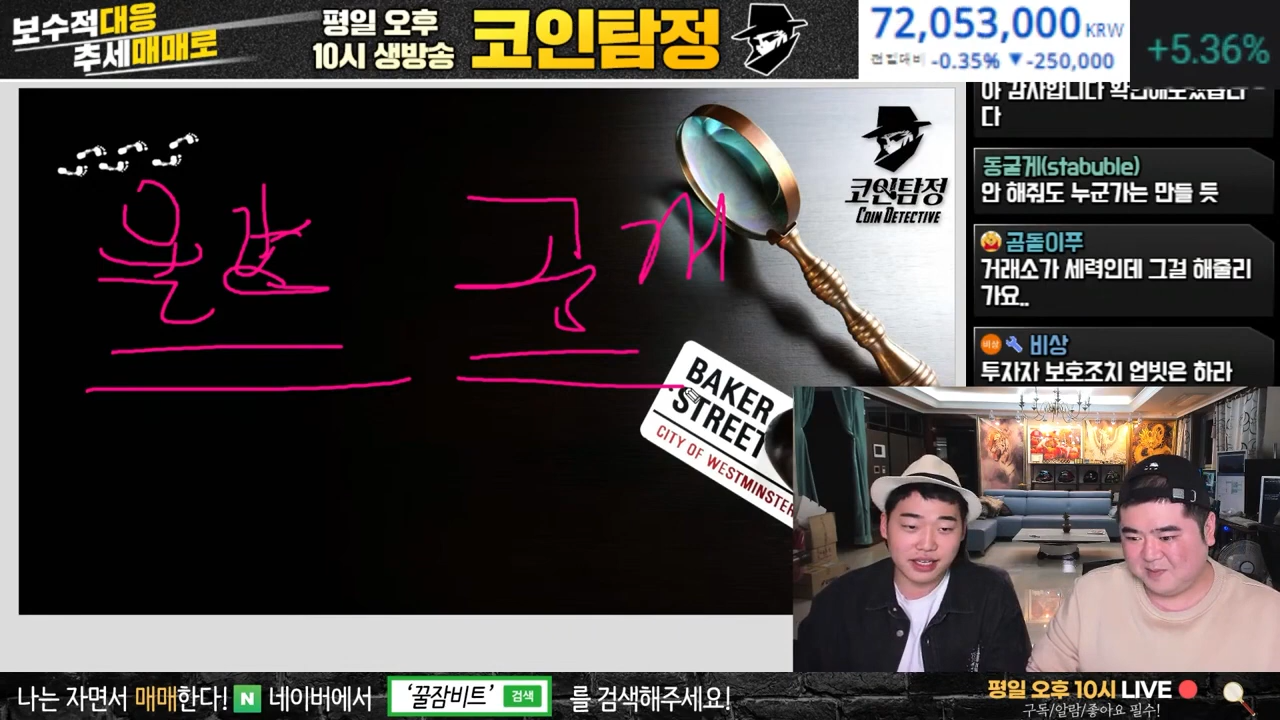 보수적대응
추세매매로
평일 오후
10시 생방송
코인탐정
72,053,000 KRW
전일대비 -0.35% ▼-250,000
+5.36%
다
동굴게(stabuble)
안 해줘도 누군가는 만들 듯
곰돌이푸
거래소가 세력인데 그걸 해줄리
가요..
비상
투자자 보호조치 업빗은 하라
코인탐정
COIN DETECTIVE
공개
BAKER
STREET
CITY OF WESTMINSTER
나는 자면서 매매한다! N 네이버에서 '꿀잠비트' 검색 를 검색해주세요!
평일 오후 10시 LIVE
구독/알람/좋아요 필수!